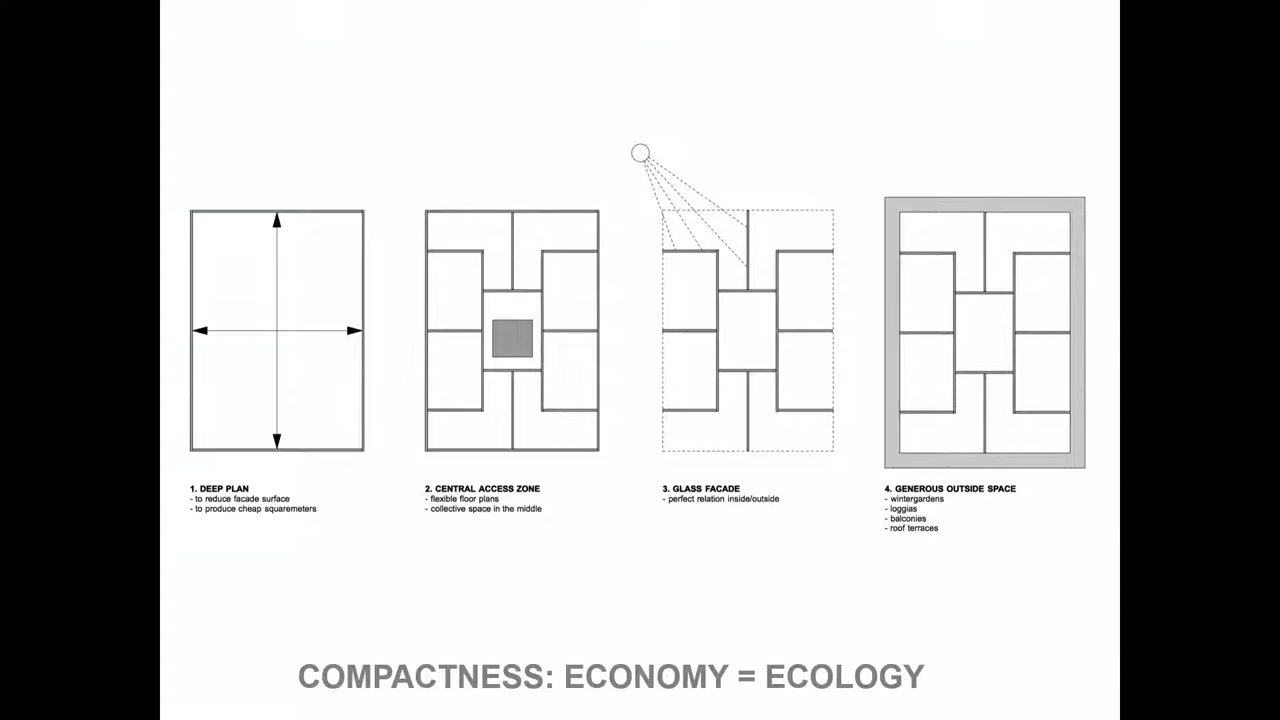 1. DEEP PLAN
- to reduce facade surface
- to produce cheap squaremeters
2. CENTRAL ACCESS ZONE
- flexible floor plans
- collective space in the middle
3. GLASS FACADE
- perfect relation inside/outside
4. GENEROUS OUTSIDE SPACE
- wintergardens
- loggias
- balconies
- roof terraces
COMPACTNESS: ECONOMY = ECOLOGY